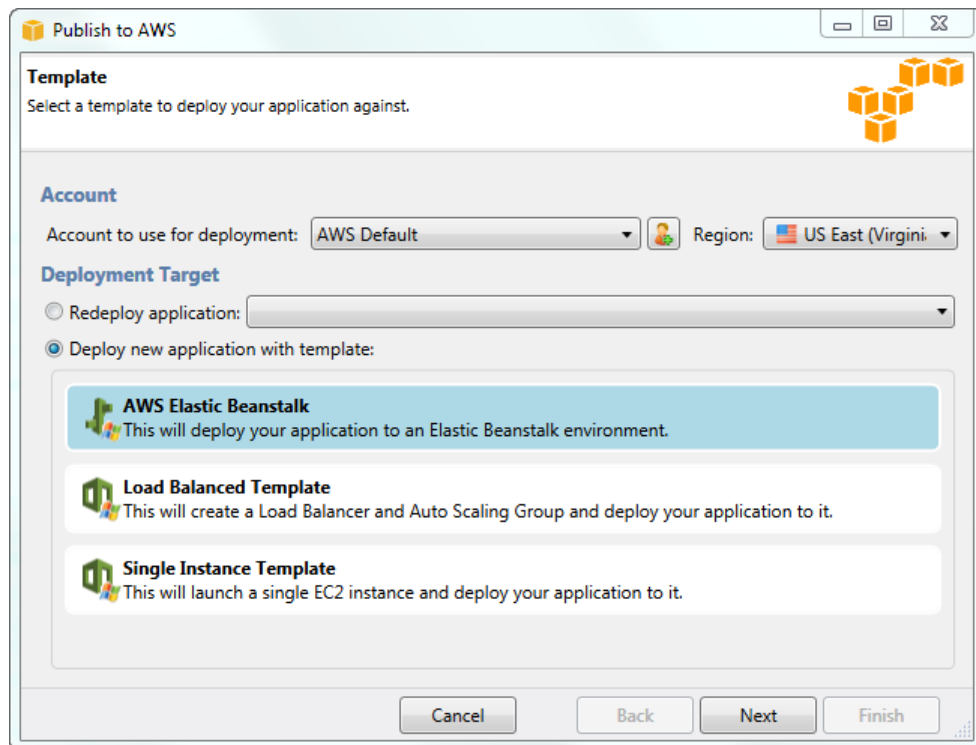 Publish to AWS
Template
Select a template to deploy your application against.
Account
Account to use for deployment: AWS Default Region: US East (Virgini
Deployment Target
Redeploy application:
Deploy new application with template:
AWS Elastic Beanstalk
This will deploy your application to an Elastic Beanstalk environment.
Load Balanced Template
This will create a Load Balancer and Auto Scaling Group and deploy your application to it.
Single Instance Template
This will launch a single EC2 instance and deploy your application to it.
Cancel Back Next Finish